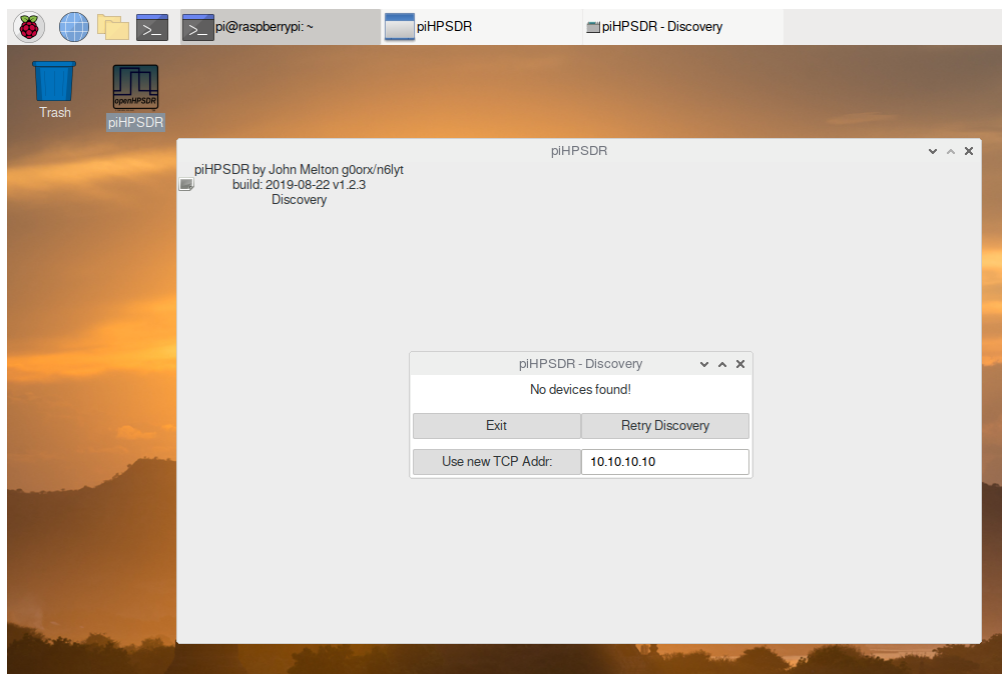 pi@raspberrypi: ~
piHPSDR
piHPSDR - Discovery
Trash
openHPSDR
piHPSDR
piHPSDR
piHPSDR by John Melton g0orx/n6lyt
build: 2019-08-22 v1.2.3
Discovery
piHPSDR - Discovery
No devices found!
Exit
Retry Discovery
Use new TCP Addr:
10.10.10.10